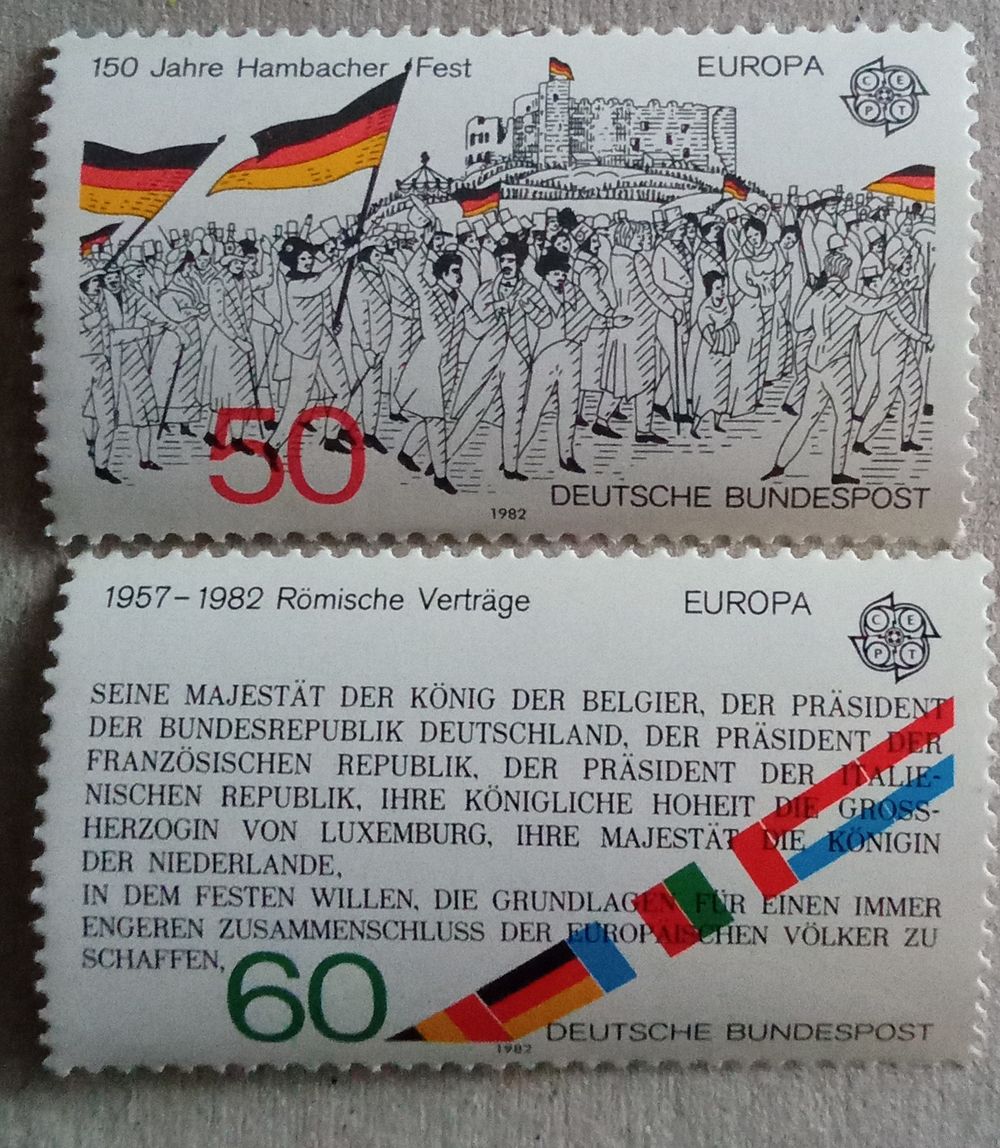 150 Jahre Hambacher Fest
EUROPA
C E
P T
50
1982
DEUTSCHE BUNDESPOST
1957–1982 Römische Verträge
EUROPA
C E
P T
SEINE MAJESTÄT DER KÖNIG DER BELGIER, DER PRÄSIDENT
DER BUNDESREPUBLIK DEUTSCHLAND, DER PRÄSIDENT DER
FRANZÖSISCHEN REPUBLIK, DER PRÄSIDENT DER ITALIE-
NISCHEN REPUBLIK, IHRE KÖNIGLICHE HOHEIT DIE GROSS-
HERZOGIN VON LUXEMBURG, IHRE MAJESTÄT DIE KÖNIGIN
DER NIEDERLANDE,
IN DEM FESTEN WILLEN, DIE GRUNDLAGEN FÜR EINEN IMMER
ENGEREN ZUSAMMENSCHLUSS DER EUROPÄISCHEN VÖLKER ZU
SCHAFFEN,
60
DEUTSCHE BUNDESPOST
1982